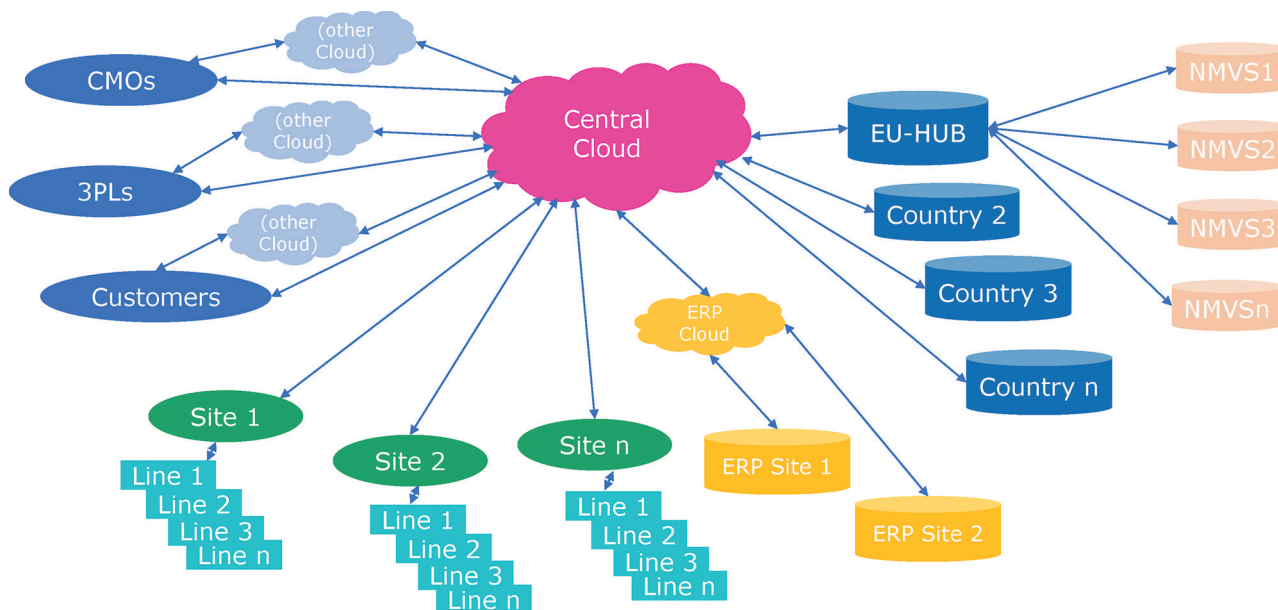 (other
Cloud)
CMOs
(other
Cloud)
3PLs
(other
Cloud)
Customers
Central
Cloud
EU-HUB
NMVS1
NMVS2
NMVS3
NMVSn
Country 2
Country 3
Country n
ERP
Cloud
ERP Site 1
ERP Site 2
Site 1
Line 1
Line 2
Line 3
Line n
Site 2
Line 1
Line 2
Line 3
Line n
Site n
Line 1
Line 2
Line 3
Line n